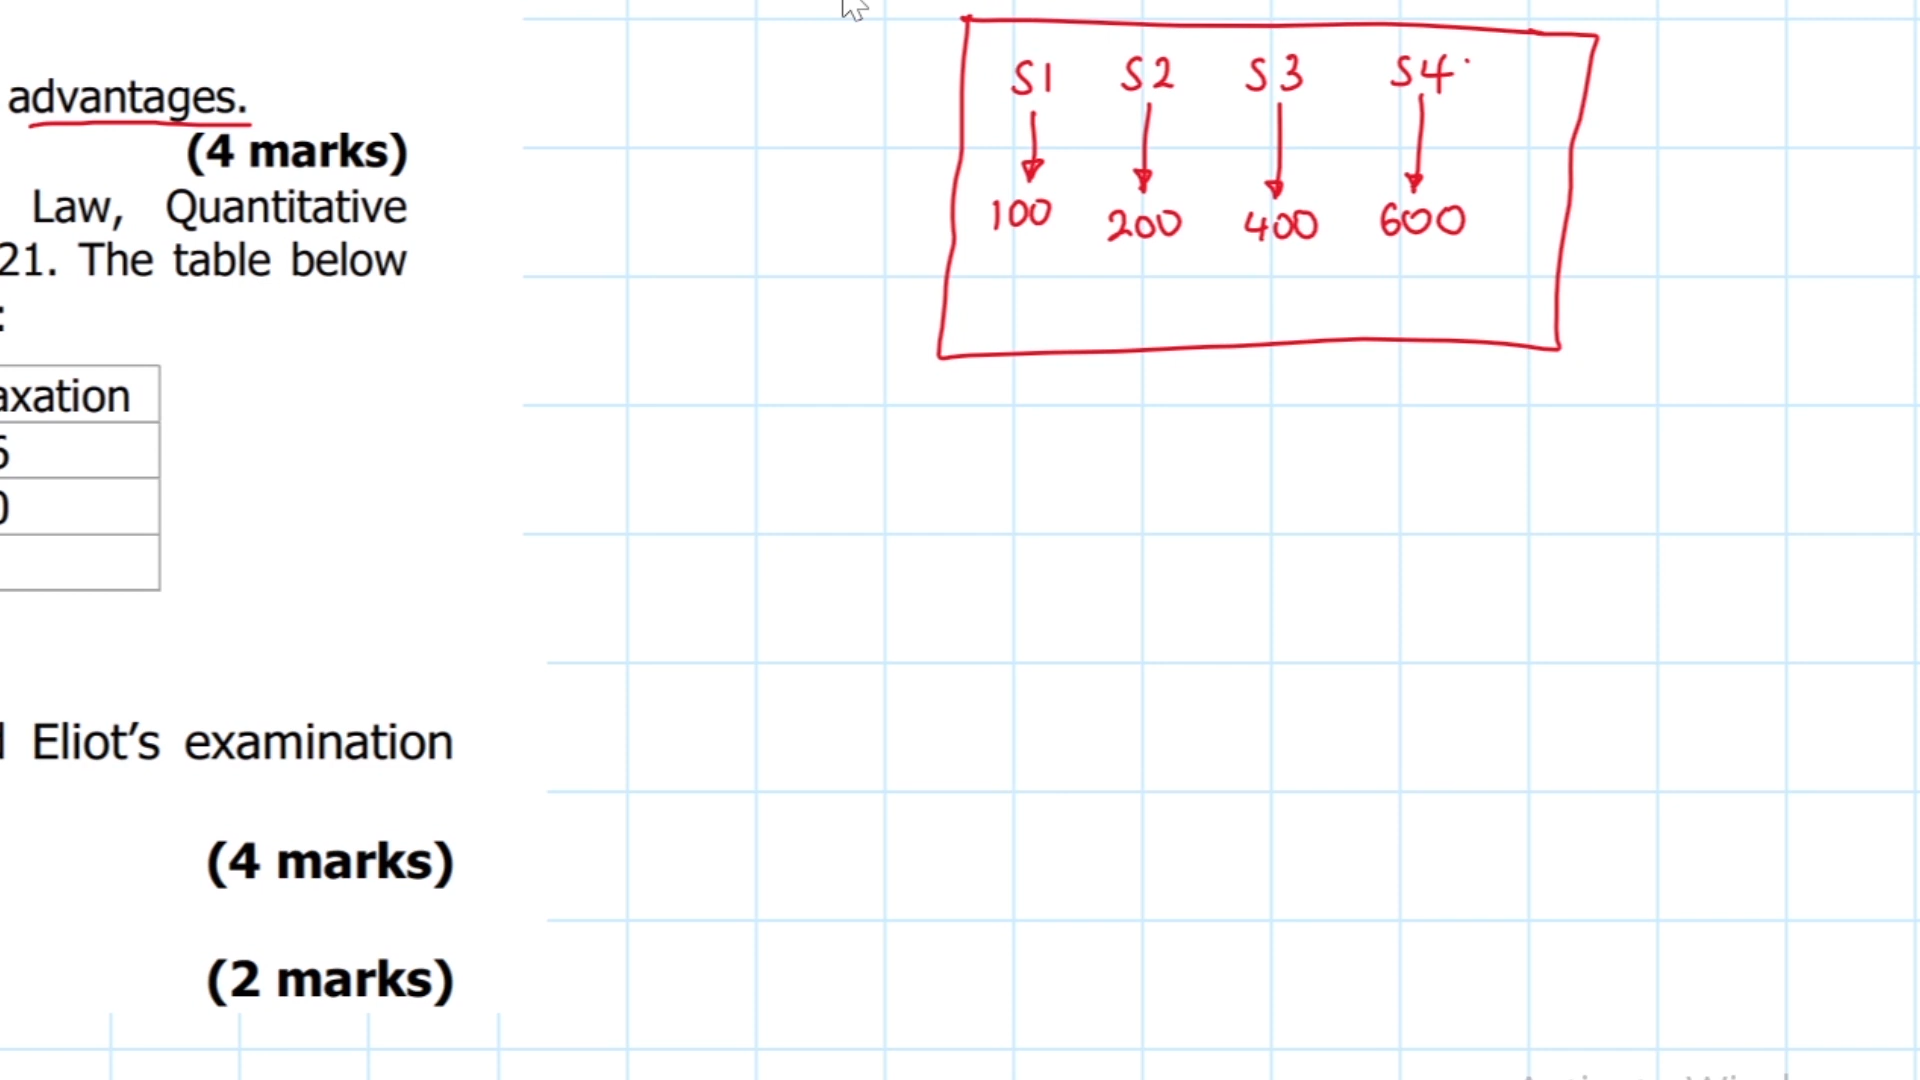 advantages.
(4 marks)
Law, Quantitative
21. The table below
:
axation
Eliot's examination
(4 marks)
(2 marks)
S1 S2 S3 S4
100 200 400 600